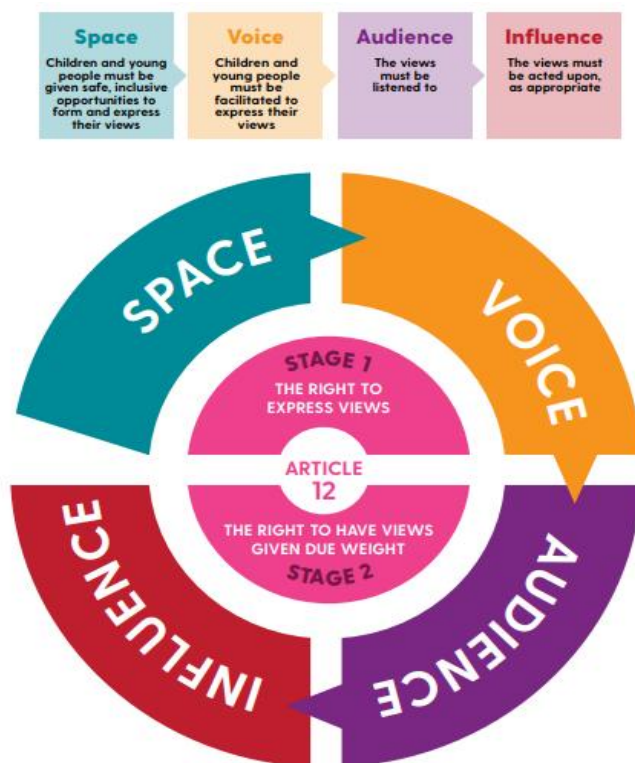 Space
Children and young
people must be
given safe, inclusive
opportunities to
form and express
their views
Voice
Children and
young people
must be
facilitated to
express their
views
Audience
The views
must be
listened to
Influence
The views must
be acted upon,
as appropriate
SPACE
VOICE
STAGE 1
THE RIGHT TO
EXPRESS VIEWS
ARTICLE
12
THE RIGHT TO HAVE VIEWS
GIVEN DUE WEIGHT
STAGE 2
INFLUENCE
AUDIENCE